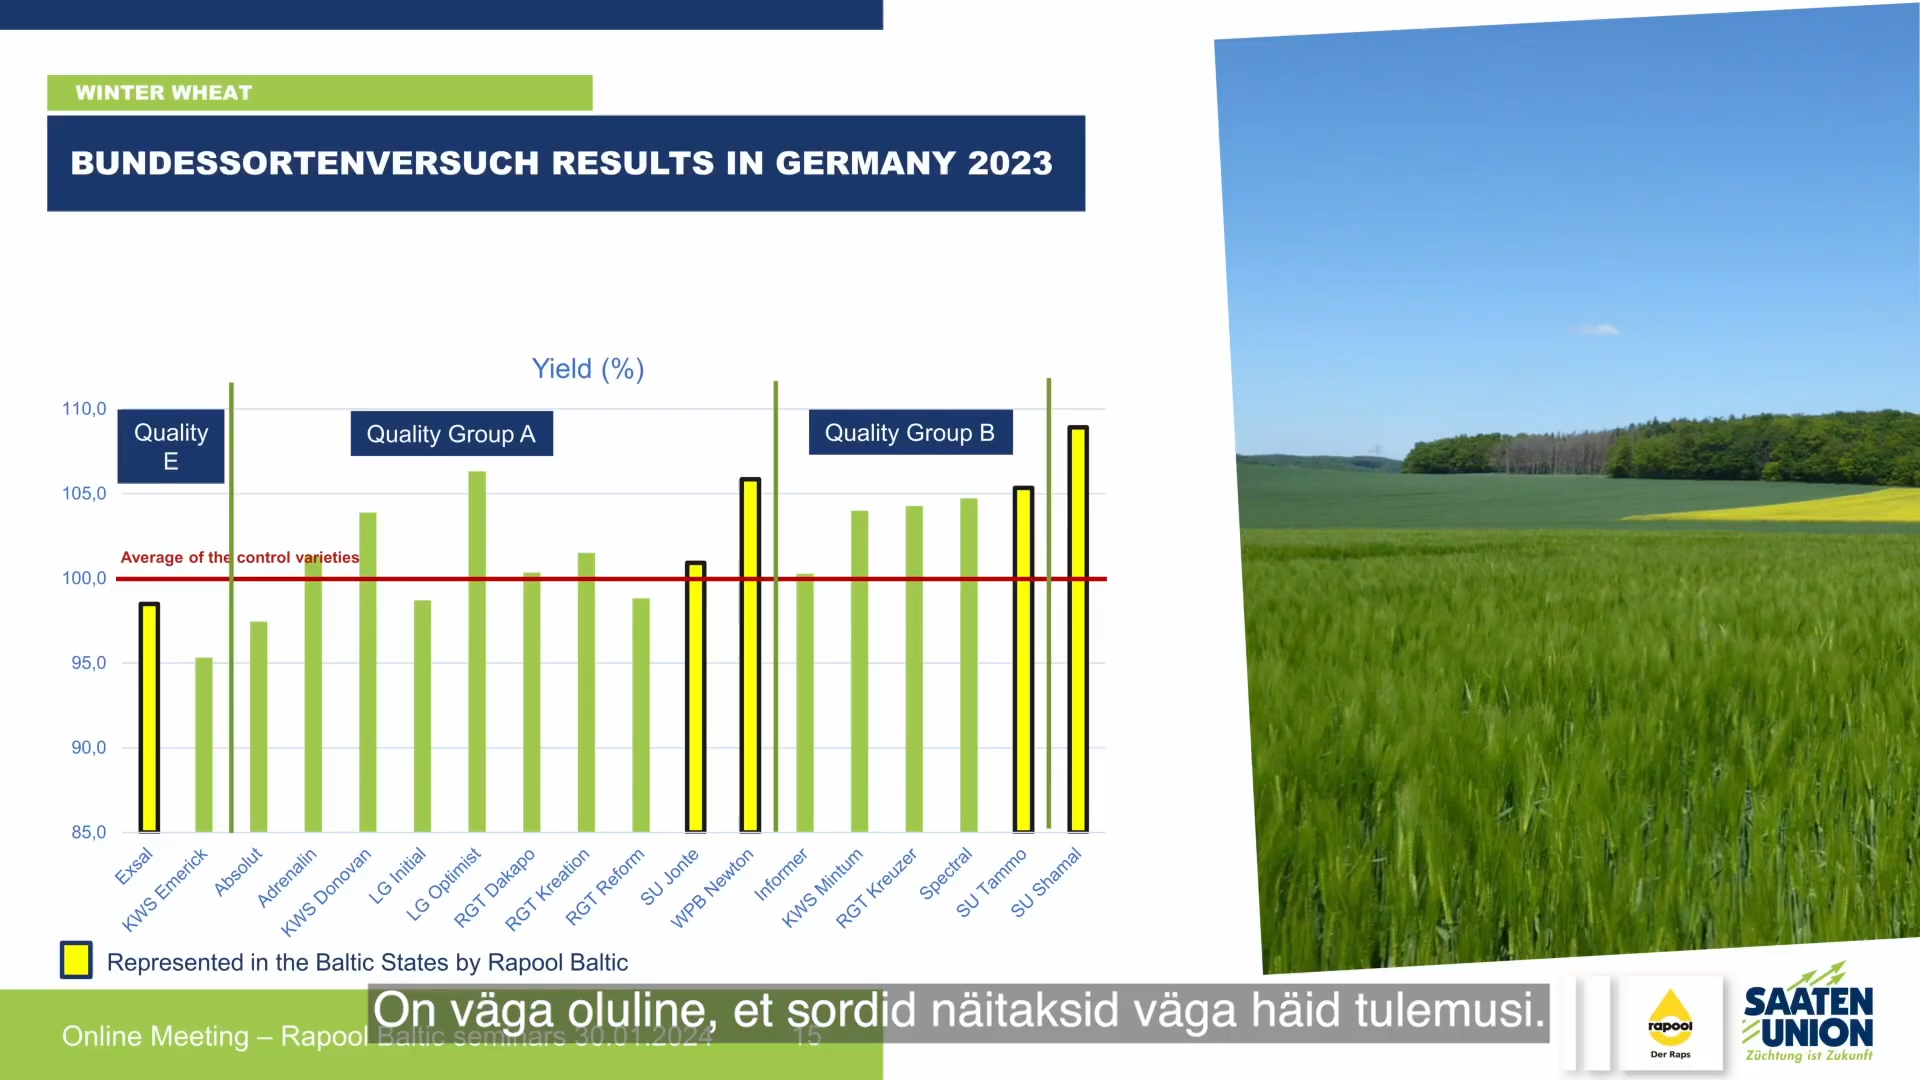 WINTER WHEAT
BUNDESSORTENVERSUCH RESULTS IN GERMANY 2023
Yield (%)
110,0
105,0
100,0
95,0
90,0
85,0
Quality
E
Quality Group A
Quality Group B
Average of the control varieties
Exsal
KWS Emerick
Absolut
Adrenalin
KWS Donovan
LG Initial
LG Optimist
RGT Dakapo
RGT Kreation
RGT Reform
SU Jonte
WPB Newton
Informer
KWS Mintum
RGT Kreuzer
Spectral
SU Tammo
SU Shamal
Represented in the Baltic States by Rapool Baltic
On väga oluline, et sordid näitaksid väga häid tulemusi.
Online Meeting – Rapool Baltic seminars 30.01.2024
15
rapool
Der Raps
SAATEN
UNION
Züchtung ist Zukunft